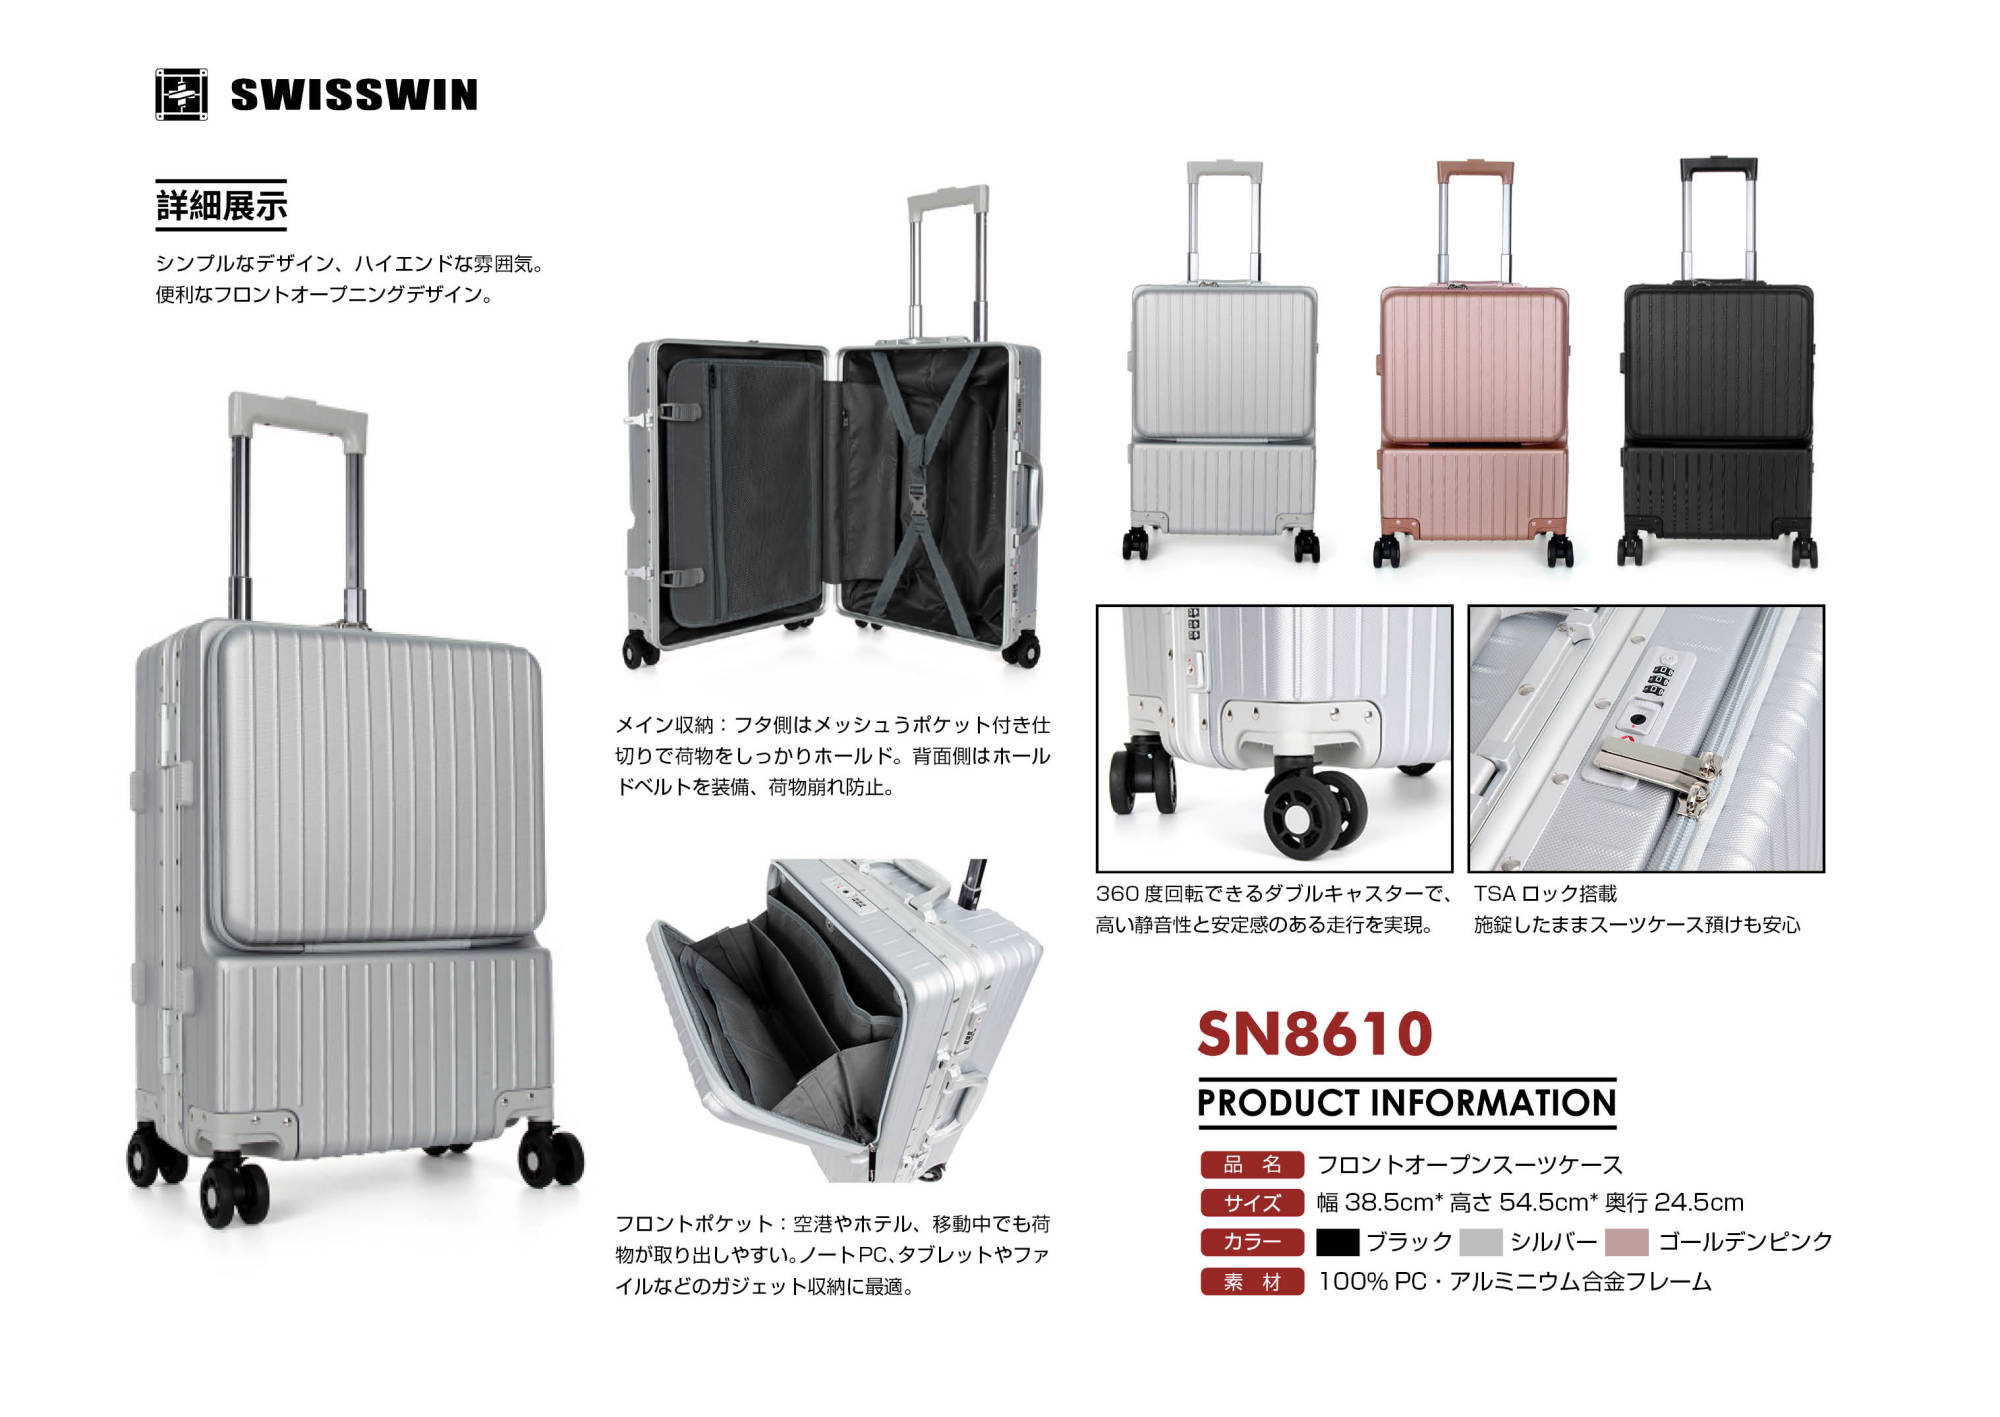 SWISSWIN
詳細展示
シンプルなデザイン、ハイエンドな雰囲気。
便利なフロントオープニングデザイン。
メイン収納：フタ側はメッシュうポケット付き仕
切りで荷物をしっかりホールド。背面側はホール
ドベルトを装備、荷物崩れ防止。
フロントポケット：空港やホテル、移動中でも荷
物が取り出しやすい。ノートPC、タブレットやファ
イルなどのガジェット収納に最適。
360度回転できるダブルキャスターで、
高い静音性と安定感のある走行を実現。
TSAロック搭載
施錠したままスーツケース預けも安心
SN8610
PRODUCT INFORMATION
品 名 フロントオープンスーツケース
サイズ 幅38.5cm*高さ54.5cm*奥行24.5cm
カラー ブラック シルバー ゴールデンピンク
素 材 100% PC・アルミニウム合金フレーム